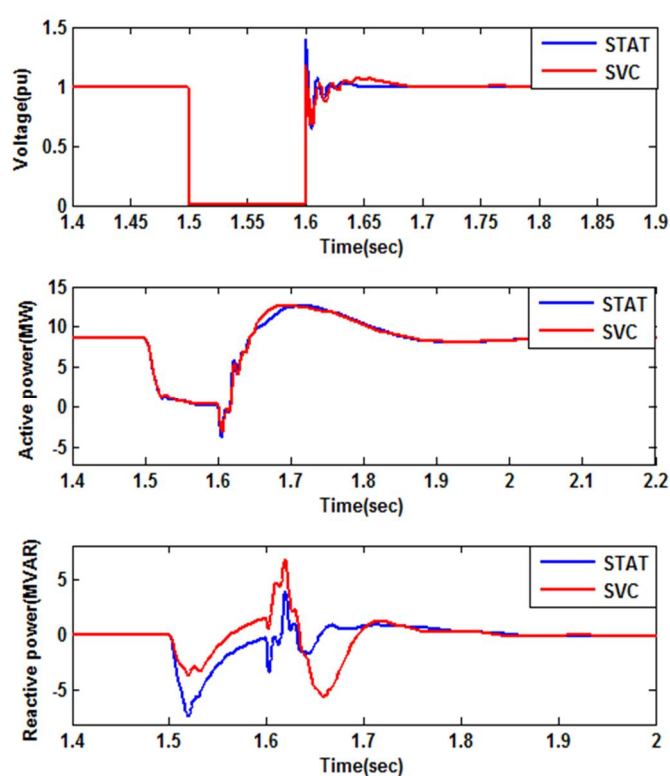 1.5
1
0.5
0
Voltage(pu)
STAT
SVC
1.4 1.45 1.5 1.55 1.6 1.65 1.7 1.75 1.8 1.85 1.9
Time(sec)
15
10
5
0
-5
Active power(MW)
STAT
SVC
1.4 1.5 1.6 1.7 1.8 1.9 2 2.1 2.2
Time(sec)
5
0
-5
Reactive power(MVAR)
STAT
SVC
1.4 1.5 1.6 1.7 1.8 1.9 2
Time(sec)